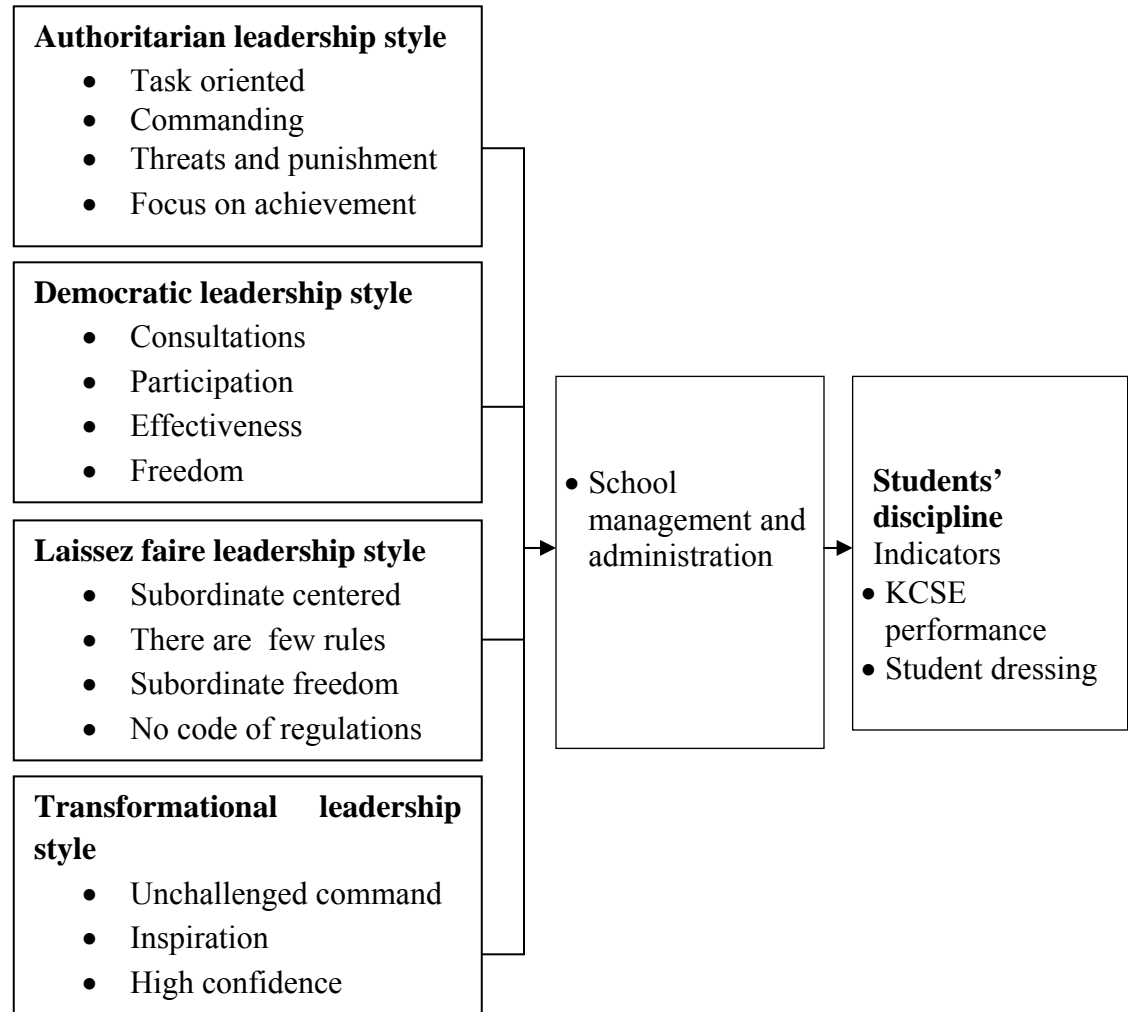 Authoritarian leadership style
• Task oriented
• Commanding
• Threats and punishment
• Focus on achievement
Democratic leadership style
• Consultations
• Participation
• Effectiveness
• Freedom
Laissez faire leadership style
• Subordinate centered
• There are few rules
• Subordinate freedom
• No code of regulations
Transformational leadership
style
• Unchallenged command
• Inspiration
• High confidence
• School
management and
administration
Students’
discipline
Indicators
• KCSE
performance
• Student dressing